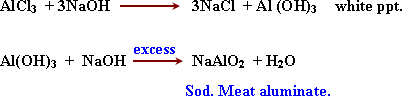 AlCl₃ + 3NaOH ⟶ 3NaCl + Al (OH)₃ white ppt.
excess
Al(OH)₃ + NaOH ⟶ NaAlO₂ + H₂O
Sod. Meat aluminate.